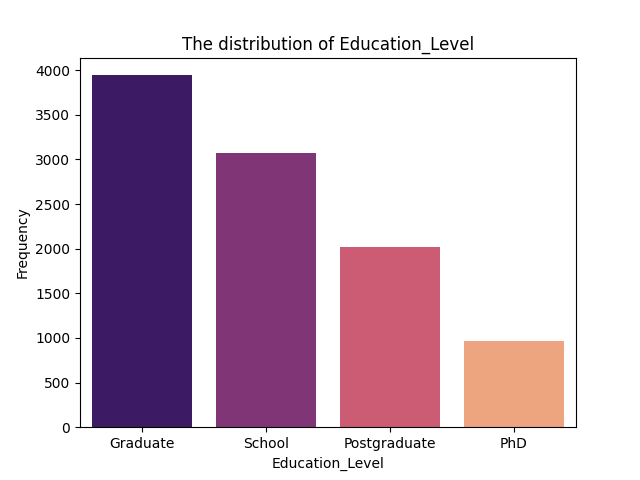 The distribution of Education_Level
4000
3500
3000
2500
2000
1500
1000
500
0
Frequency
Graduate School Postgraduate PhD
Education_Level